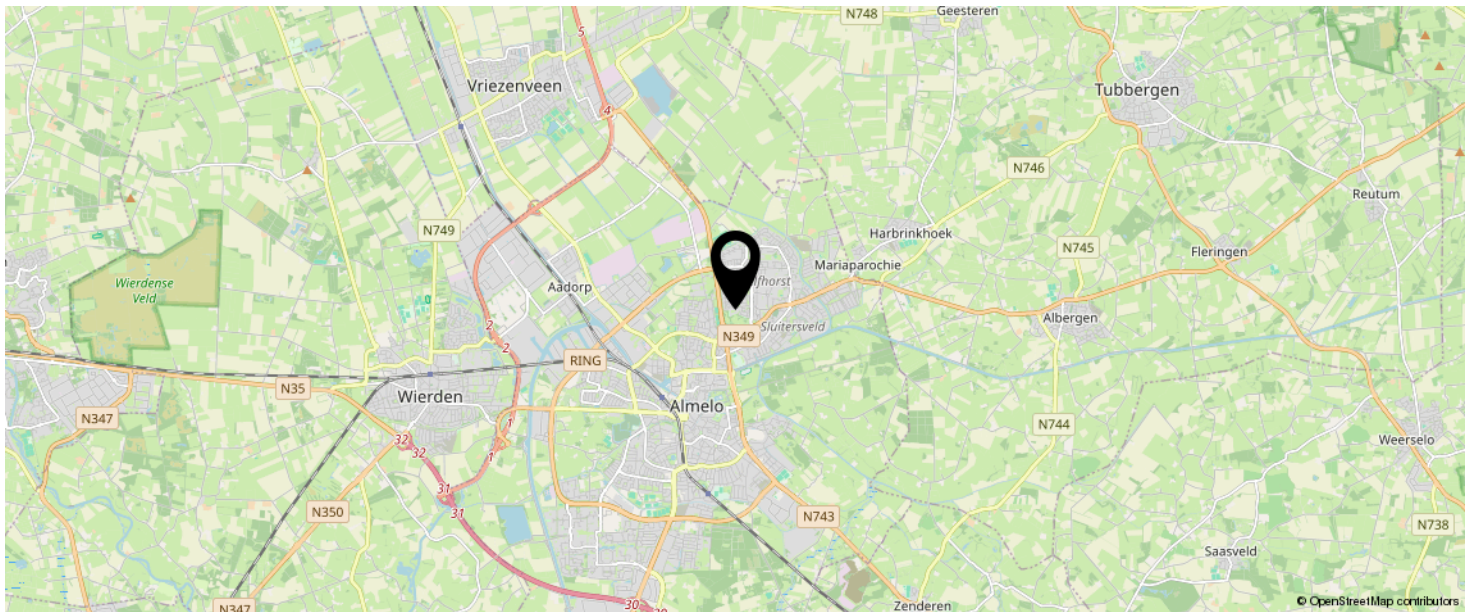 N748
Geesteren
5
Vriezenveen
4
Tubbergen
N746
Reutum
N749
Harbrinkhoek
N745
Fleringen
Mariaparochie
Wierdense
Veld
Aadorp
Albergen
2
2
Sluitersveld
N349
RING
N35
Wierden
Almelo
N347
1
N744
32
32
1
Weerselo
31
31
N350
N743
N738
Saasveld
N347
30
Zenderen
© OpenStreetMap contributors